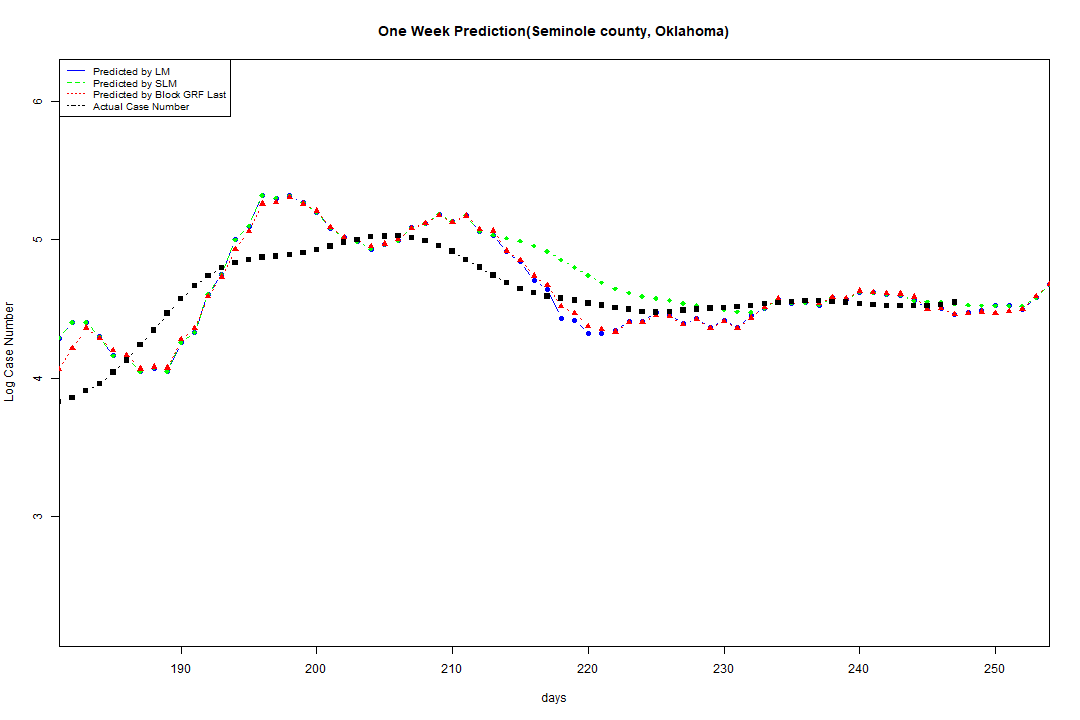 One Week Prediction(Seminole county, Oklahoma)
Predicted by LM
Predicted by SLM
Predicted by Block GRF Last
Actual Case Number
6
5
4
3
Log Case Number
190 200 210 220 230 240 250
days